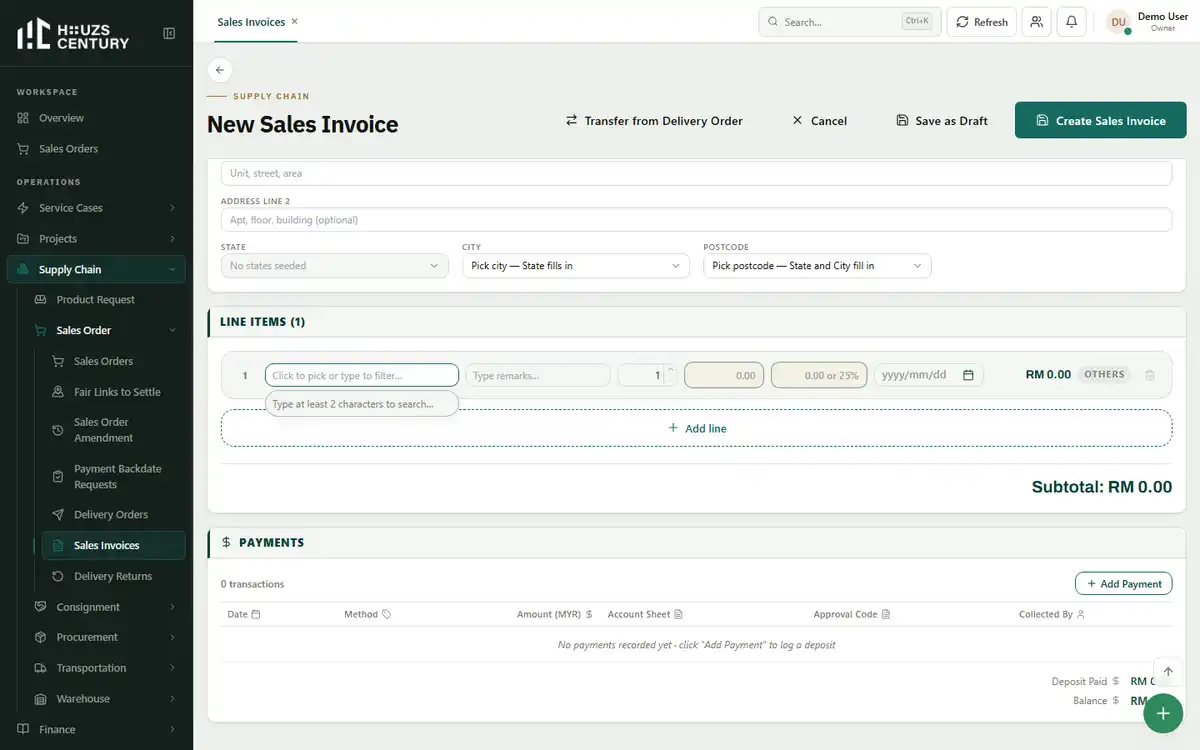 HOUZS
CENTURY
Sales Invoices ×
Search...
Ctrl+K
Refresh
DU
Demo User
Owner
WORKSPACE
Overview
Sales Orders
OPERATIONS
Service Cases
Projects
Supply Chain
Product Request
Sales Order
Sales Orders
Fair Links to Settle
Sales Order
Amendment
Payment Backdate
Requests
Delivery Orders
Sales Invoices
Delivery Returns
Consignment
Procurement
Transportation
Warehouse
Finance
SUPPLY CHAIN
New Sales Invoice
Transfer from Delivery Order
Cancel
Save as Draft
Create Sales Invoice
Unit, street, area
ADDRESS LINE 2
Apt, floor, building (optional)
STATE
CITY
POSTCODE
No states seeded
Pick city — State fills in
Pick postcode — State and City fill in
LINE ITEMS (1)
1
Click to pick or type to filter...
Type remarks...
1
0.00
0.00 or 25%
yyyy/mm/dd
RM 0.00
OTHERS
Type at least 2 characters to search...
+ Add line
Subtotal: RM 0.00
$ PAYMENTS
0 transactions
+ Add Payment
Date
Method
Amount (MYR) $
Account Sheet
Approval Code
Collected By
No payments recorded yet · click "Add Payment" to log a deposit
Deposit Paid $
RM
Balance $
RM